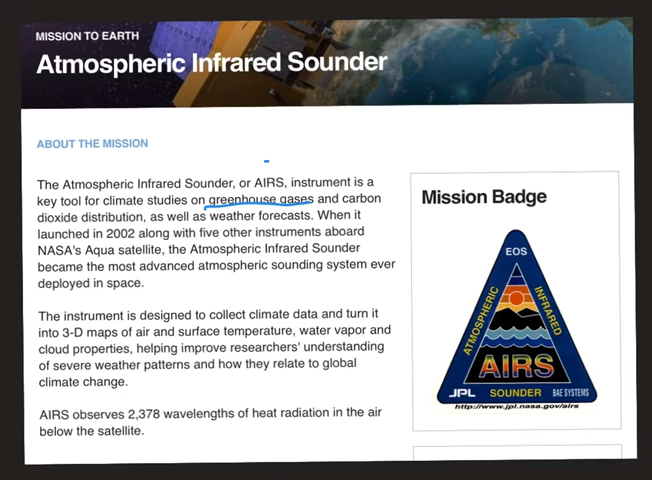 MISSION TO EARTH
Atmospheric Infrared Sounder
ABOUT THE MISSION
The Atmospheric Infrared Sounder, or AIRS, instrument is a
key tool for climate studies on greenhouse gases and carbon
dioxide distribution, as well as weather forecasts. When it
launched in 2002 along with five other instruments aboard
NASA's Aqua satellite, the Atmospheric Infrared Sounder
became the most advanced atmospheric sounding system ever
deployed in space.
The instrument is designed to collect climate data and turn it
into 3-D maps of air and surface temperature, water vapor and
cloud properties, helping improve researchers' understanding
of severe weather patterns and how they relate to global
climate change.
AIRS observes 2,378 wavelengths of heat radiation in the air
below the satellite.
Mission Badge
EOS
ATMOSPHERIC
INFRARED
AIRS
JPL SOUNDER BAE SYSTEMS
http://www.jpl.nasa.gov/airs